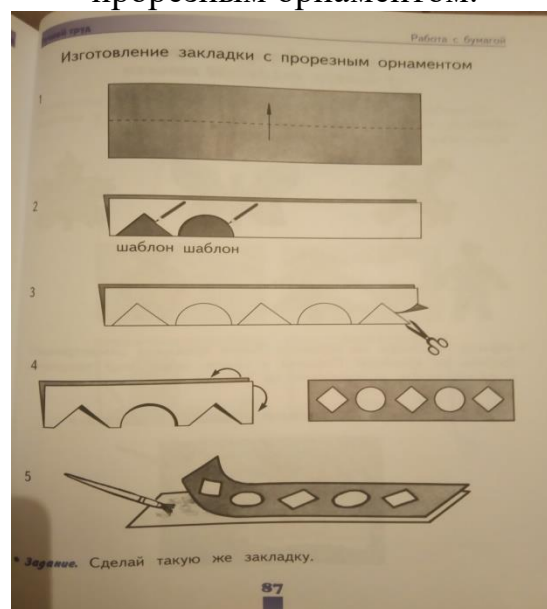 прорезным орнаментом.
Работа с бумагой
Изготовление закладки с прорезным орнаментом
1
2
шаблон шаблон
3
4
5
Задание. Сделай такую же закладку.
87